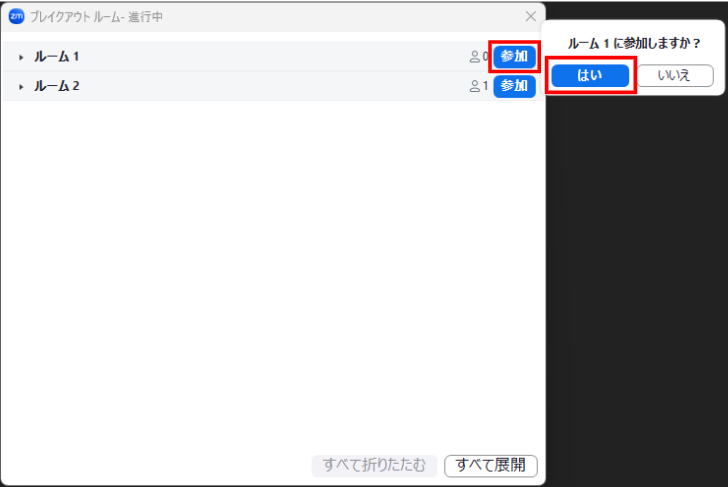 zm ブレイクアウト ルーム- 進行中
ルーム 1 0 参加
ルーム 2 1 参加
ルーム 1 に参加しますか？
はい いいえ
すべて折りたたむ すべて展開